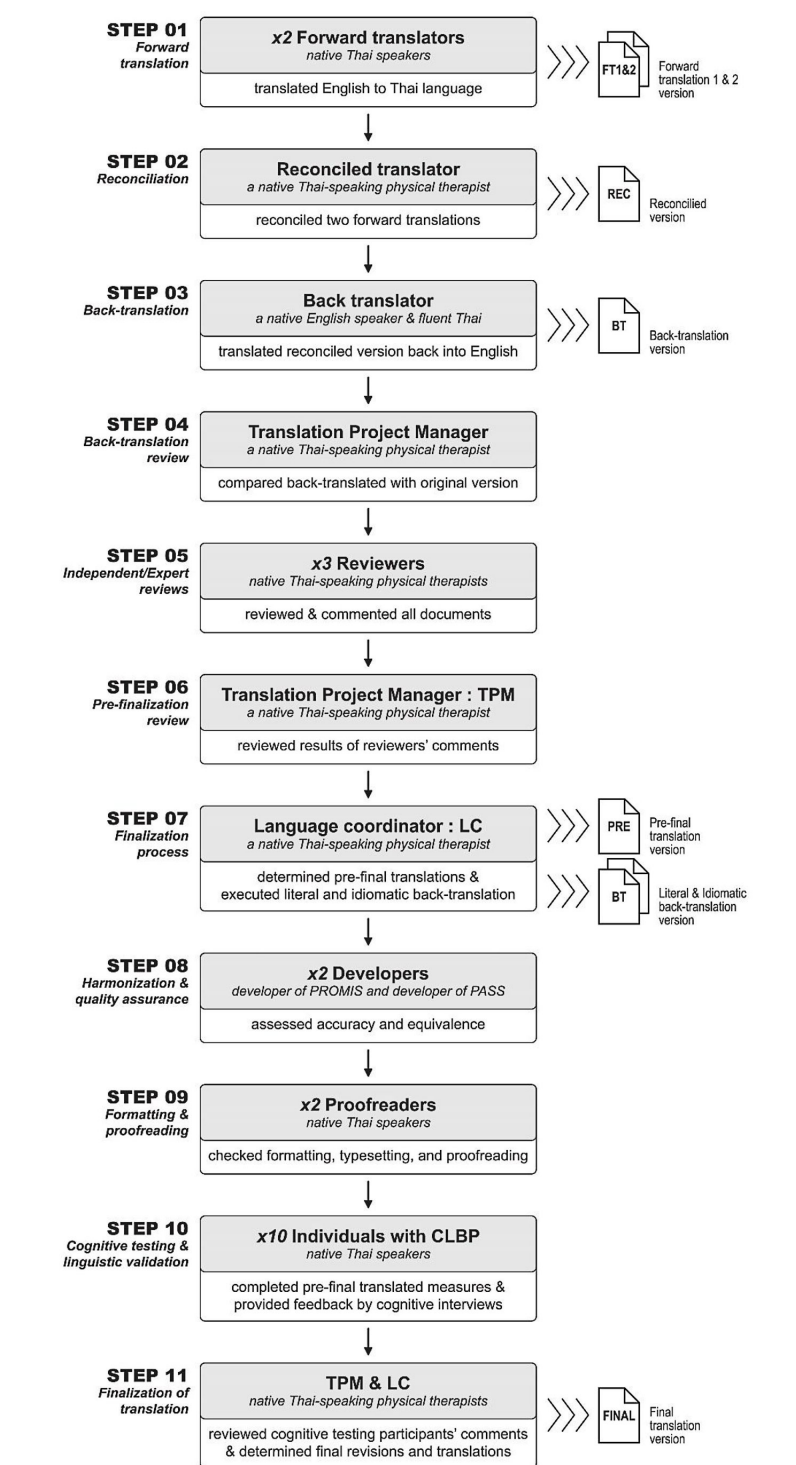 STEP 01
Forward
translation
x2 Forward translators
native Thai speakers
translated English to Thai language
FT1&2
Forward
translation 1 & 2
version
STEP 02
Reconciliation
Reconciled translator
a native Thai-speaking physical therapist
reconciled two forward translations
REC
Reconcilied
version
STEP 03
Back-translation
Back translator
a native English speaker & fluent Thai
translated reconciled version back into English
BT
Back-translation
version
STEP 04
Back-translation
review
Translation Project Manager
a native Thai-speaking physical therapist
compared back-translated with original version
STEP 05
Independent/Expert
reviews
x3 Reviewers
native Thai-speaking physical therapists
reviewed & commented all documents
STEP 06
Pre-finalization
review
Translation Project Manager : TPM
a native Thai-speaking physical therapist
reviewed results of reviewers' comments
STEP 07
Finalization
process
Language coordinator : LC
a native Thai-speaking physical therapist
determined pre-final translations &
executed literal and idiomatic back-translation
PRE
Pre-final
translation
version
BT
Literal & Idiomatic
back-translation
version
STEP 08
Harmonization &
quality assurance
x2 Developers
developer of PROMIS and developer of PASS
assessed accuracy and equivalence
STEP 09
Formatting &
proofreading
x2 Proofreaders
native Thai speakers
checked formatting, typesetting, and proofreading
STEP 10
Cognitive testing &
linguistic validation
x10 Individuals with CLBP
native Thai speakers
completed pre-final translated measures &
provided feedback by cognitive interviews
STEP 11
Finalization of
translation
TPM & LC
native Thai-speaking physical therapists
reviewed cognitive testing participants' comments
& determined final revisions and translations
FINAL
Final
translation
version